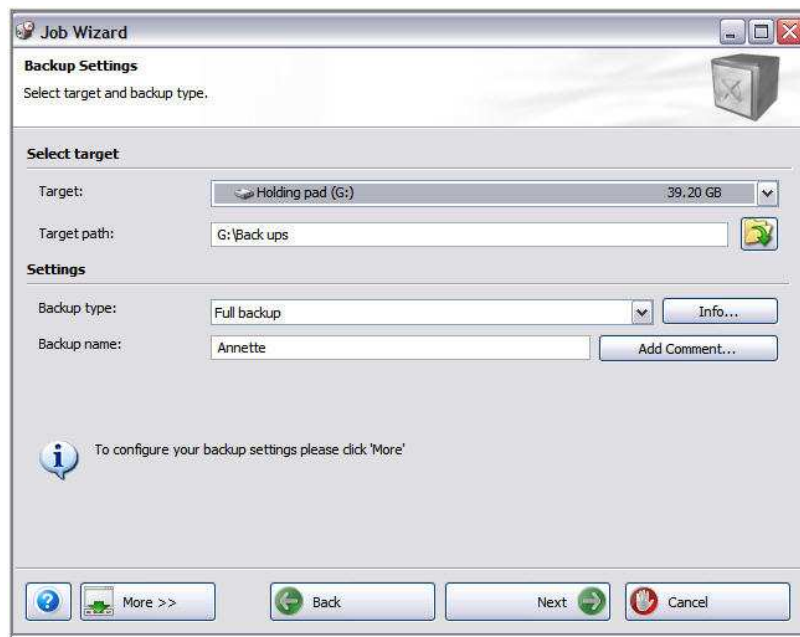 Job Wizard
Backup Settings
Select target and backup type.
Select target
Target: Holding pad (G:) 39.20 GB
Target path: G:\Back ups
Settings
Backup type: Full backup Info...
Backup name: Annette Add Comment...
To configure your backup settings please click 'More'
More >> Back Next Cancel